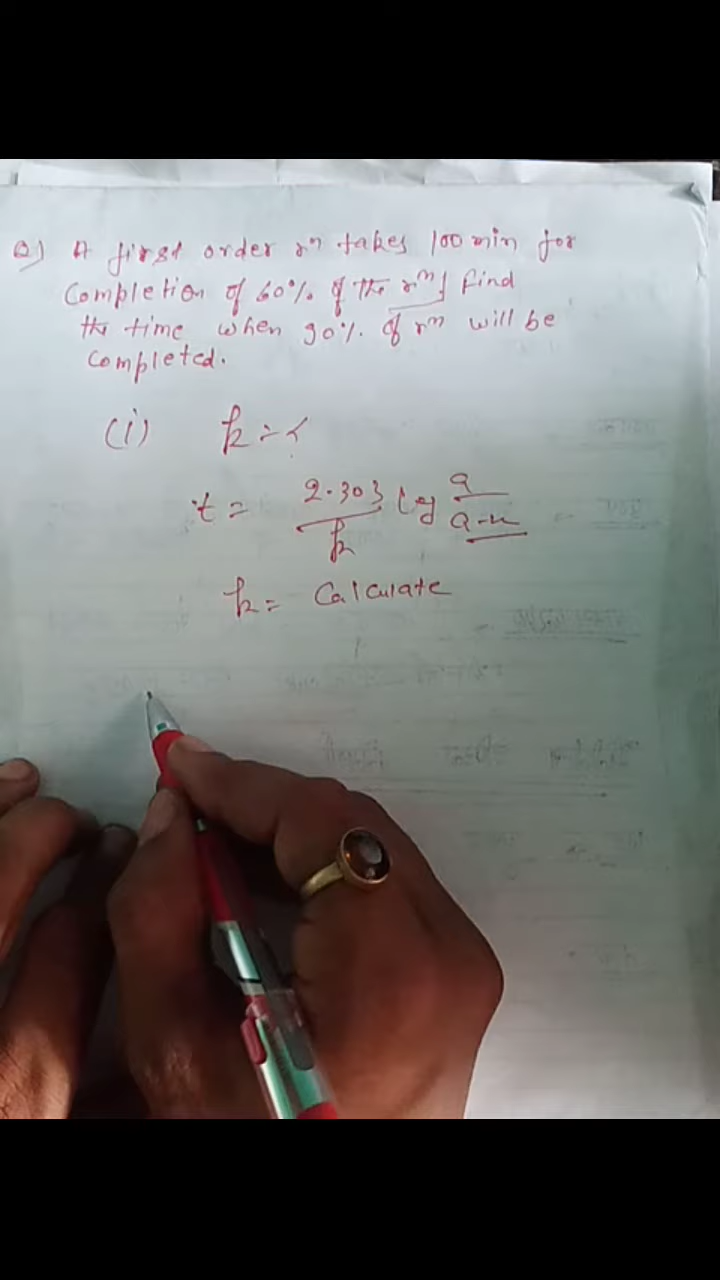 Q) A first order rⁿ takes 100 min for
Completion of 60% of the rⁿ, find
the time when 90% of rⁿ will be
completed.
(i) k = ?
t = 2.303/k log a/a-x
k = Calculate